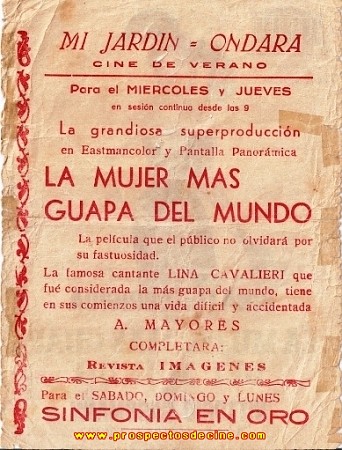 MI JARDIN = ONDARA
CINE DE VERANO
Para el MIERCOLES y JUEVES
en sesión continuo desde las 9
La grandiosa superproducción
en Eastmancolor y Pantalla Panorámica
LA MUJER MAS
GUAPA DEL MUNDO
La película que el público no olvidará por
su fastuosidad.
La famosa cantante LINA CAVALIERI que
fué considerada la más guapa del mundo, tiene
en sus comienzos una vida difícil y accidentada
A. MAYORES
COMPLETARA:
REVISTA IMAGENES
Para el SABADO, DOMINGO y LUNES
SINFONIA EN ORO
www.prospectosdecine.com